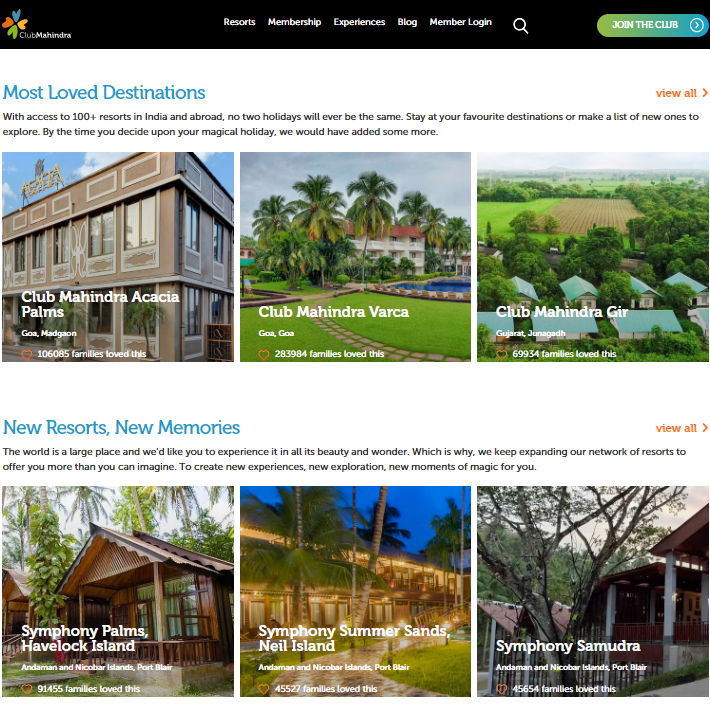 ClubMahindra
Resorts Membership Experiences Blog Member Login
JOIN THE CLUB
Most Loved Destinations
view all
With access to 100+ resorts in India and abroad, no two holidays will ever be the same. Stay at your favourite destinations or make a list of new ones to
explore. By the time you decide upon your magical holiday, we would have added some more.
ACACIA
Club Mahindra Acacia
Palms
Goa, Madgaon
106085 families loved this
Club Mahindra Varca
Goa, Goa
283984 families loved this
Club Mahindra Gir
Gujarat, Junagadh
69934 families loved this
New Resorts, New Memories
view all
The world is a large place and we'd like you to experience it in all its beauty and wonder. Which is why, we keep expanding our network of resorts to
offer you more than you can imagine. To create new experiences, new exploration, new moments of magic for you.
Symphony Palms,
Havelock Island
Andaman and Nicobar Islands, Port Blair
91455 families loved this
Symphony Summer Sands,
Neil Island
Andaman and Nicobar Islands, Port Blair
45527 families loved this
Symphony Samudra
Andaman and Nicobar Islands, Port Blair
45654 families loved this